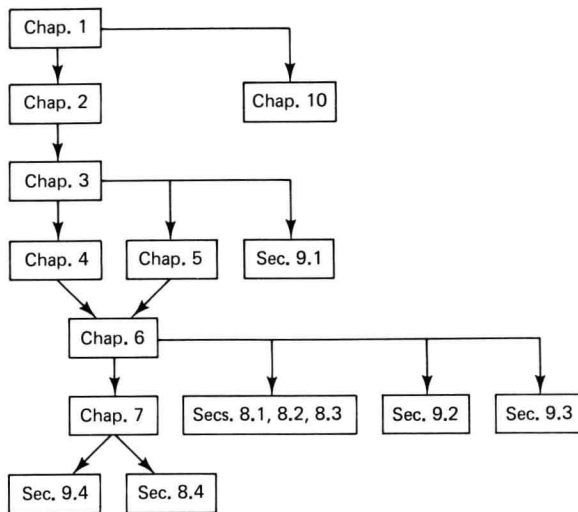 Chap. 1
Chap. 2
Chap. 10
Chap. 3
Chap. 4
Chap. 5
Sec. 9.1
Chap. 6
Chap. 7
Secs. 8.1, 8.2, 8.3
Sec. 9.2
Sec. 9.3
Sec. 9.4
Sec. 8.4